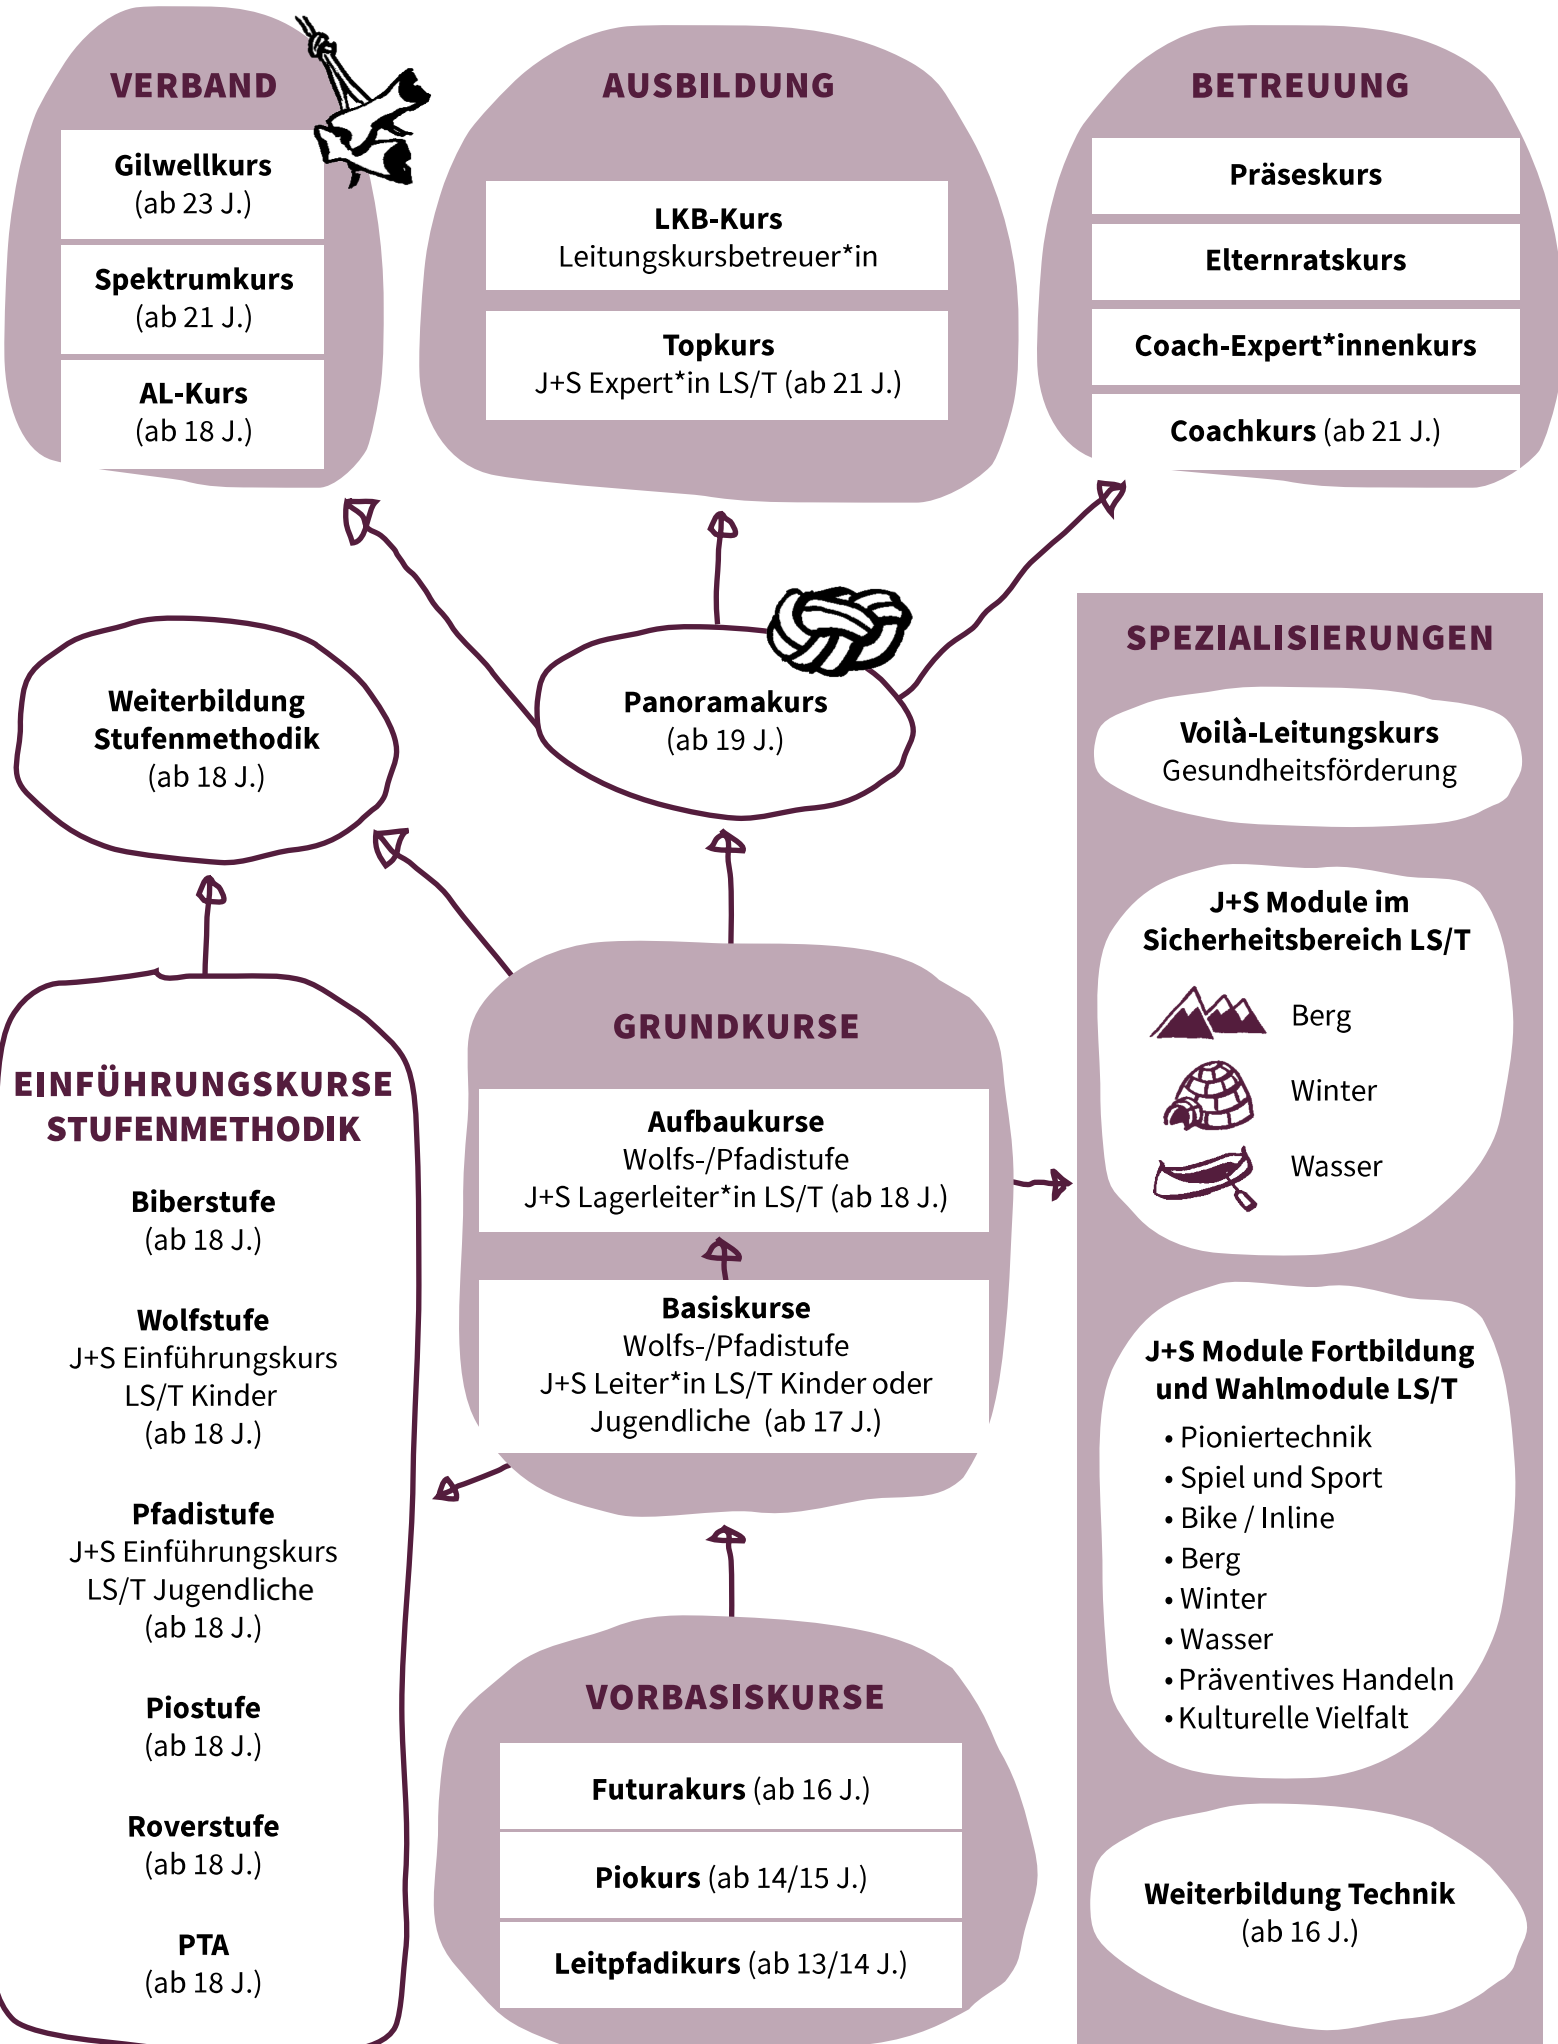 VERBAND
Gilwellkurs
(ab 23 J.)
Spektrumkurs
(ab 21 J.)
AL-Kurs
(ab 18 J.)
AUSBILDUNG
LKB-Kurs
Leitungskursbetreuer*in
Topkurs
J+S Expert*in LS/T (ab 21 J.)
BETREUUNG
Präseskurs
Elternratskurs
Coach-Expert*innenkurs
Coachkurs (ab 21 J.)
Weiterbildung
Stufenmethodik
(ab 18 J.)
Panoramakurs
(ab 19 J.)
EINFÜHRUNGSKURSE
STUFENMETHODIK
Biberstufe
(ab 18 J.)
Wolfstufe
J+S Einführungskurs
LS/T Kinder
(ab 18 J.)
Pfadistufe
J+S Einführungskurs
LS/T Jugendliche
(ab 18 J.)
Piostufe
(ab 18 J.)
Roverstufe
(ab 18 J.)
PTA
(ab 18 J.)
GRUNDKURSE
Aufbaukurse
Wolfs-/Pfadistufe
J+S Lagerleiter*in LS/T (ab 18 J.)
Basiskurse
Wolfs-/Pfadistufe
J+S Leiter*in LS/T Kinder oder
Jugendliche (ab 17 J.)
VORBASISKURSE
Futurakurs (ab 16 J.)
Piokurs (ab 14/15 J.)
Leitpfadikurs (ab 13/14 J.)
SPEZIALISIERUNGEN
Voilà-Leitungskurs
Gesundheitsförderung
J+S Module im
Sicherheitsbereich LS/T
Berg
Winter
Wasser
J+S Module Fortbildung
und Wahlmodule LS/T
• Pioniertechnik
• Spiel und Sport
• Bike / Inline
• Berg
• Winter
• Wasser
• Präventives Handeln
• Kulturelle Vielfalt
Weiterbildung Technik
(ab 16 J.)